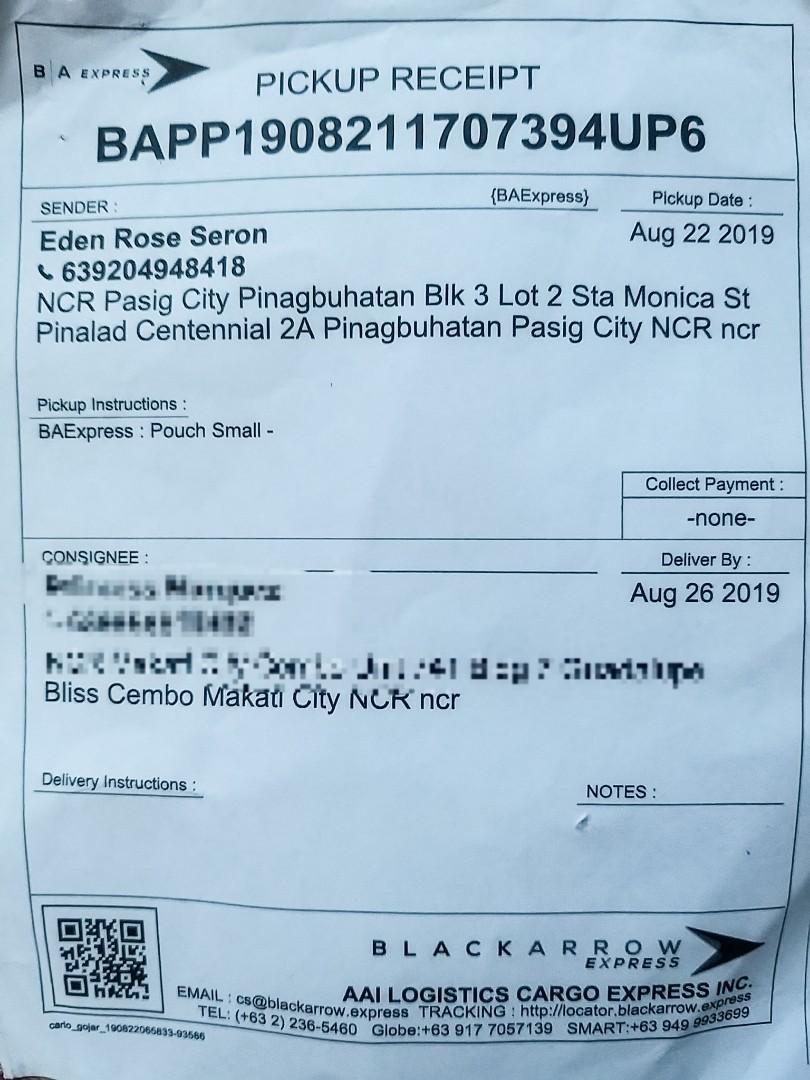 B A EXPRESS
PICKUP RECEIPT
BAPP1908211707394UP6
SENDER :
{BAExpress}
Pickup Date :
Eden Rose Seron
Aug 22 2019
639204948418
NCR Pasig City Pinagbuhatan Blk 3 Lot 2 Sta Monica St
Pinalad Centennial 2A Pinagbuhatan Pasig City NCR ncr
Pickup Instructions :
BAExpress : Pouch Small -
Collect Payment :
-none-
CONSIGNEE :
Deliver By :
Aug 26 2019
Bliss Cembo Makati City NCR ncr
Delivery Instructions :
NOTES :
BLACKARROW
EXPRESS
AAI LOGISTICS CARGO EXPRESS INC.
EMAIL : cs@blackarrow.express TRACKING : http://locator.blackarrow.express
TEL: (+63 2) 236-5460 Globe:+63 917 7057139 SMART:+63 949 9933699
carlo_gojar_190822065833-93586